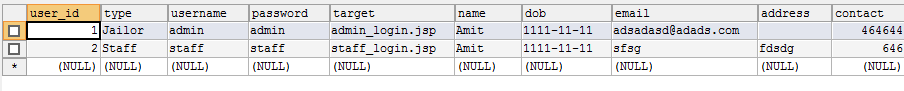 user_id type username password target name dob email address contact
1 Jailor admin admin admin_login.jsp Amit 1111-11-11 adsadasd@adads.com 464644
2 Staff staff staff staff_login.jsp Amit 1111-11-11 sfsg fdsdg 646
* (NULL) (NULL) (NULL) (NULL) (NULL) (NULL) (NULL) (NULL) (NULL) (NULL)